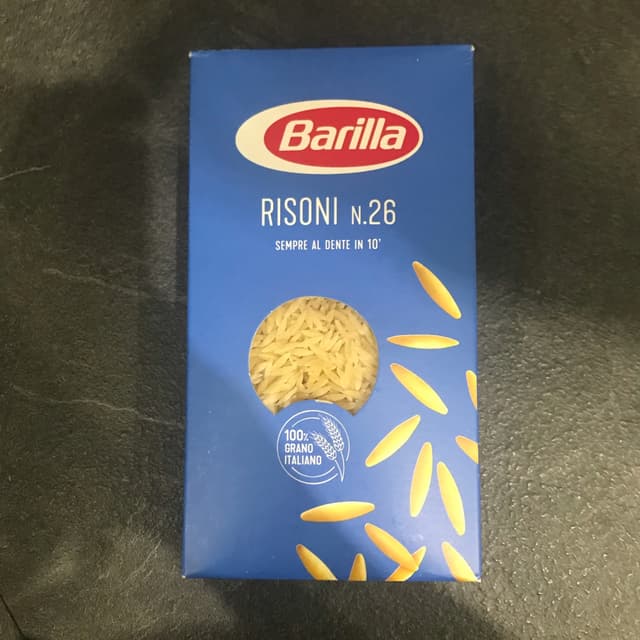 Barilla
RISONI N.26
SEMPRE AL DENTE IN 10'
100%
GRANO
ITALIANO